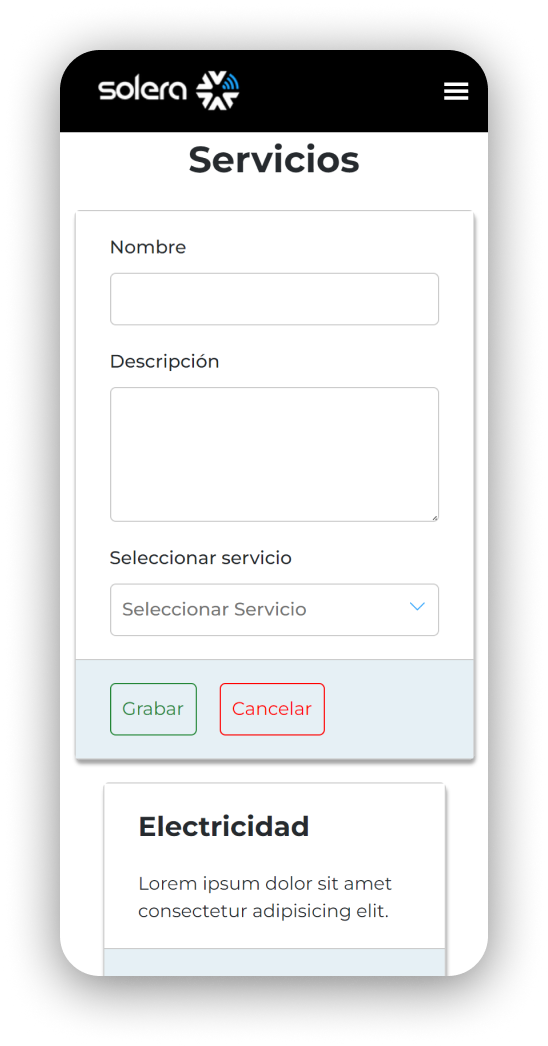 solera
Servicios
Nombre
Descripción
Seleccionar servicio
Seleccionar Servicio
Grabar
Cancelar
Electricidad
Lorem ipsum dolor sit amet
consectetur adipisicing elit.